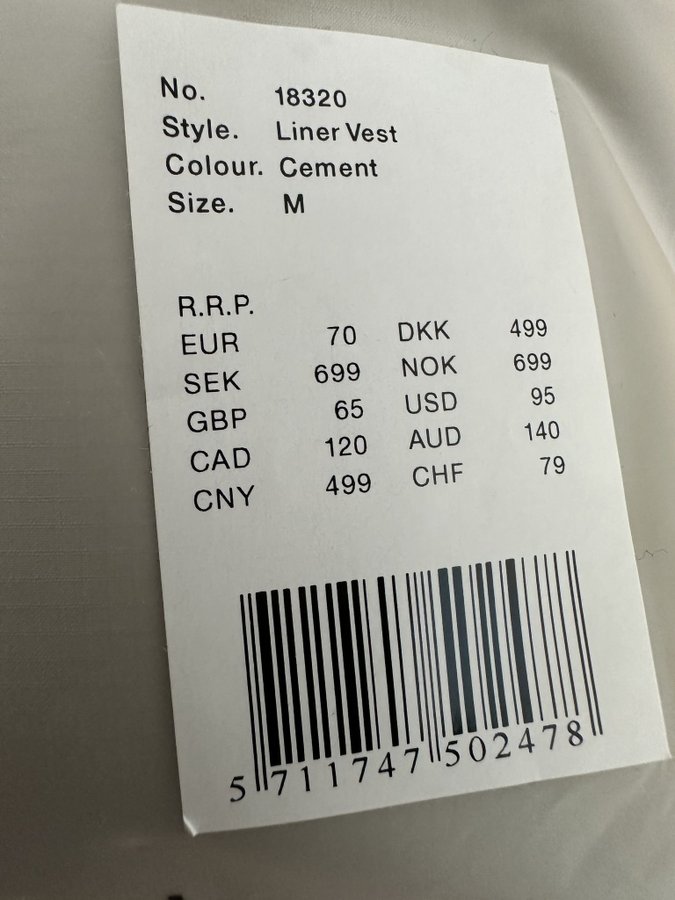 No. 18320
Style. Liner Vest
Colour. Cement
Size. M
R.R.P.
EUR 70 DKK 499
SEK 699 NOK 699
GBP 65 USD 95
CAD 120 AUD 140
CNY 499 CHF 79
5 711747 502478